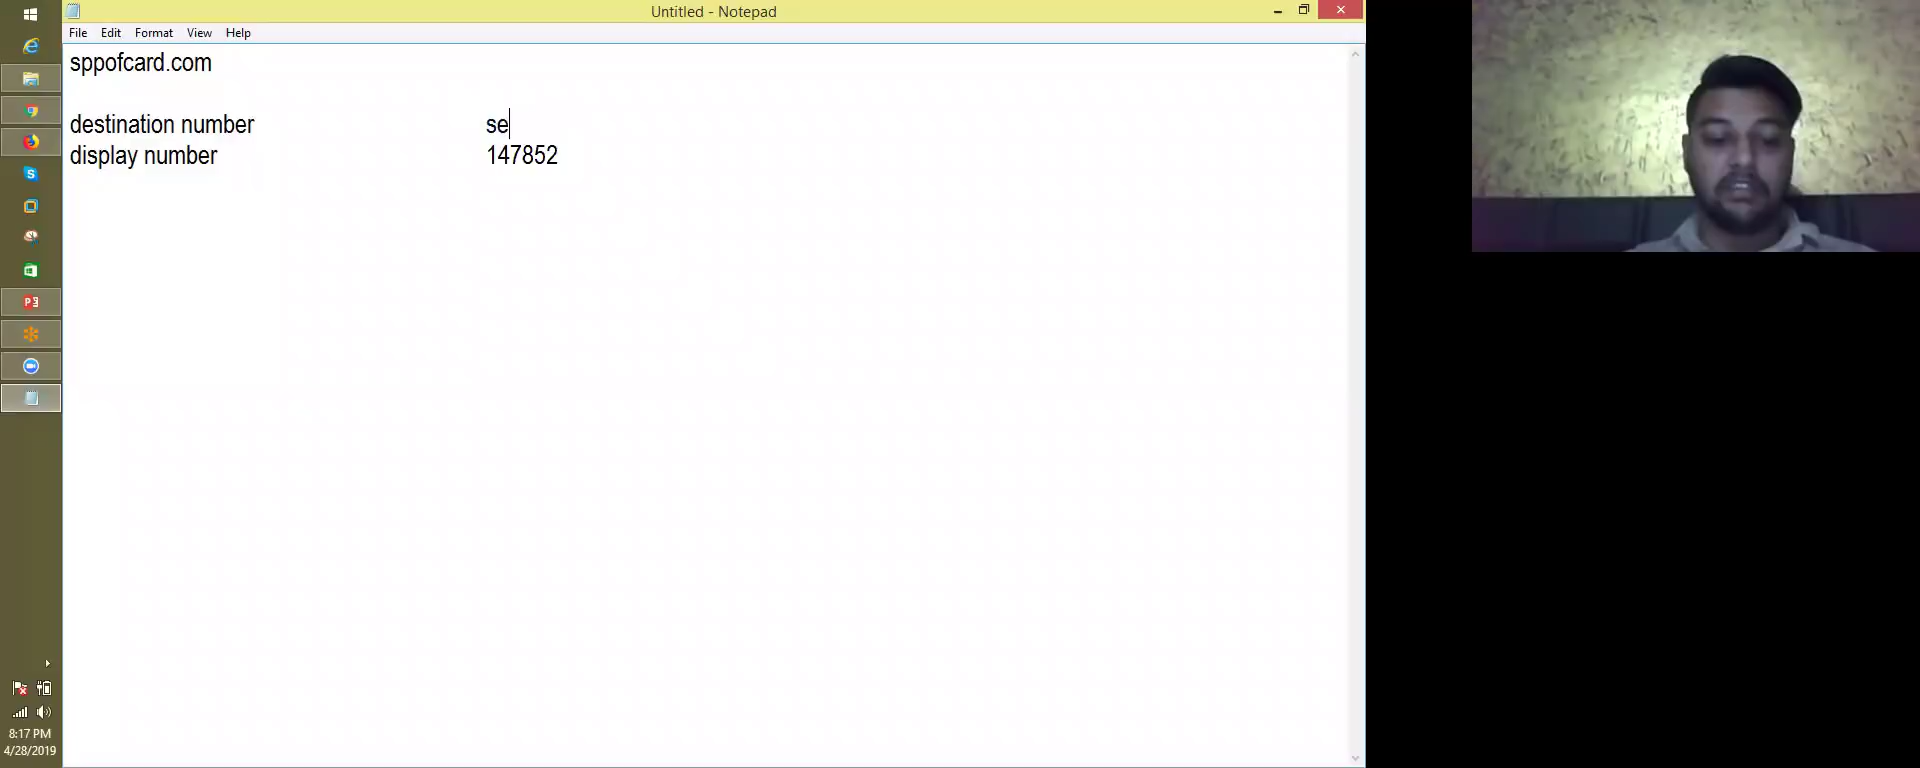 Untitled - Notepad
File Edit Format View Help
sppofcard.com
destination number se
display number 147852
8:17 PM
4/28/2019